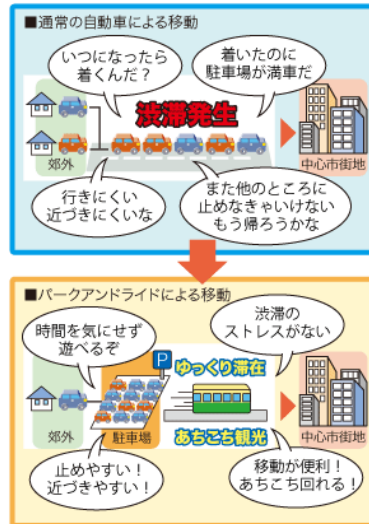 ■通常の自動車による移動
いつになったら
着くんだ？
着いたのに
駐車場が満車だ
渋滞発生
郊外
中心市街地
行きにくい
近づきにくいな
また他のところに
止めなきゃいけない
もう帰ろうかな
■パークアンドライドによる移動
時間を気にせず
遊べるぞ
渋滞の
ストレスがない
P
ゆっくり滞在
郊外
駐車場
あちこち観光
中心市街地
止めやすい！
近づきやすい！
移動が便利！
あちこち回れる！